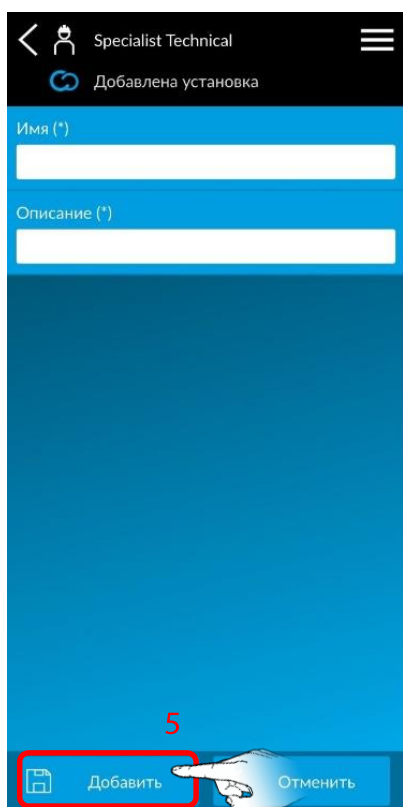 Specialist Technical
Добавлена установка
Имя (*)
Описание (*)
5
Добавить
Отменить